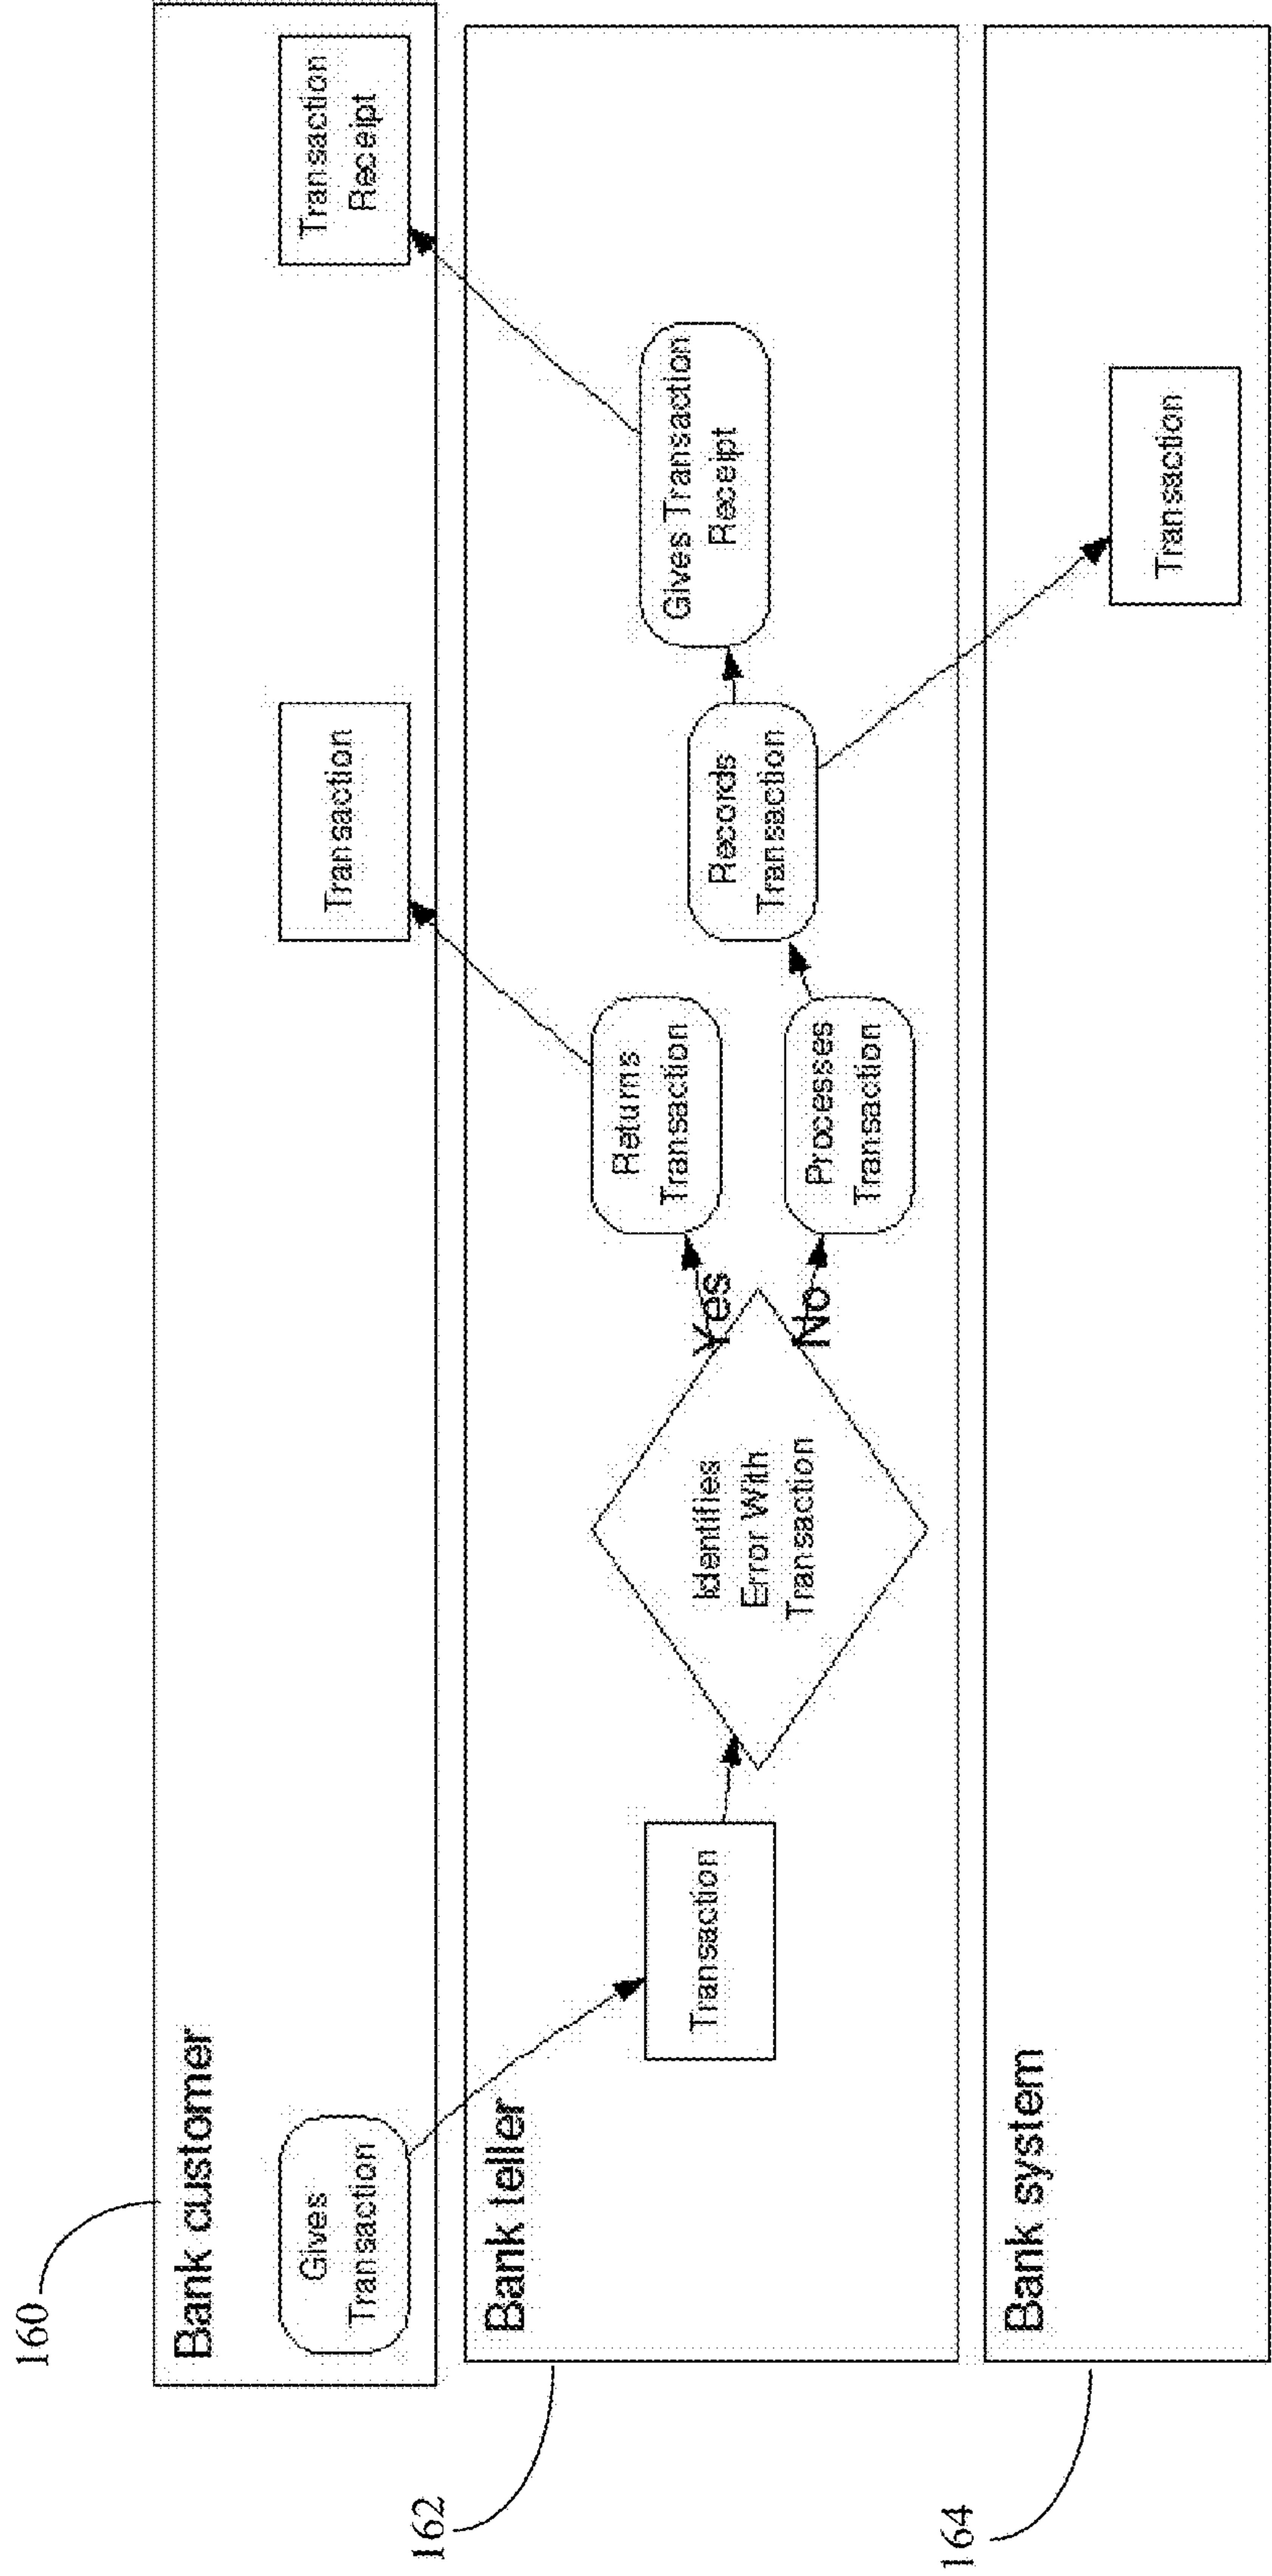 160
Bank customer
Gives
Transaction
Transaction
Transaction
Receipt
162
Bank teller
Transaction
Identifies
Error With
Transaction
Yes
No
Returns
Transaction
Processes
Transaction
Records
Transaction
Gives Transaction
Receipt
164
Bank system
Transaction